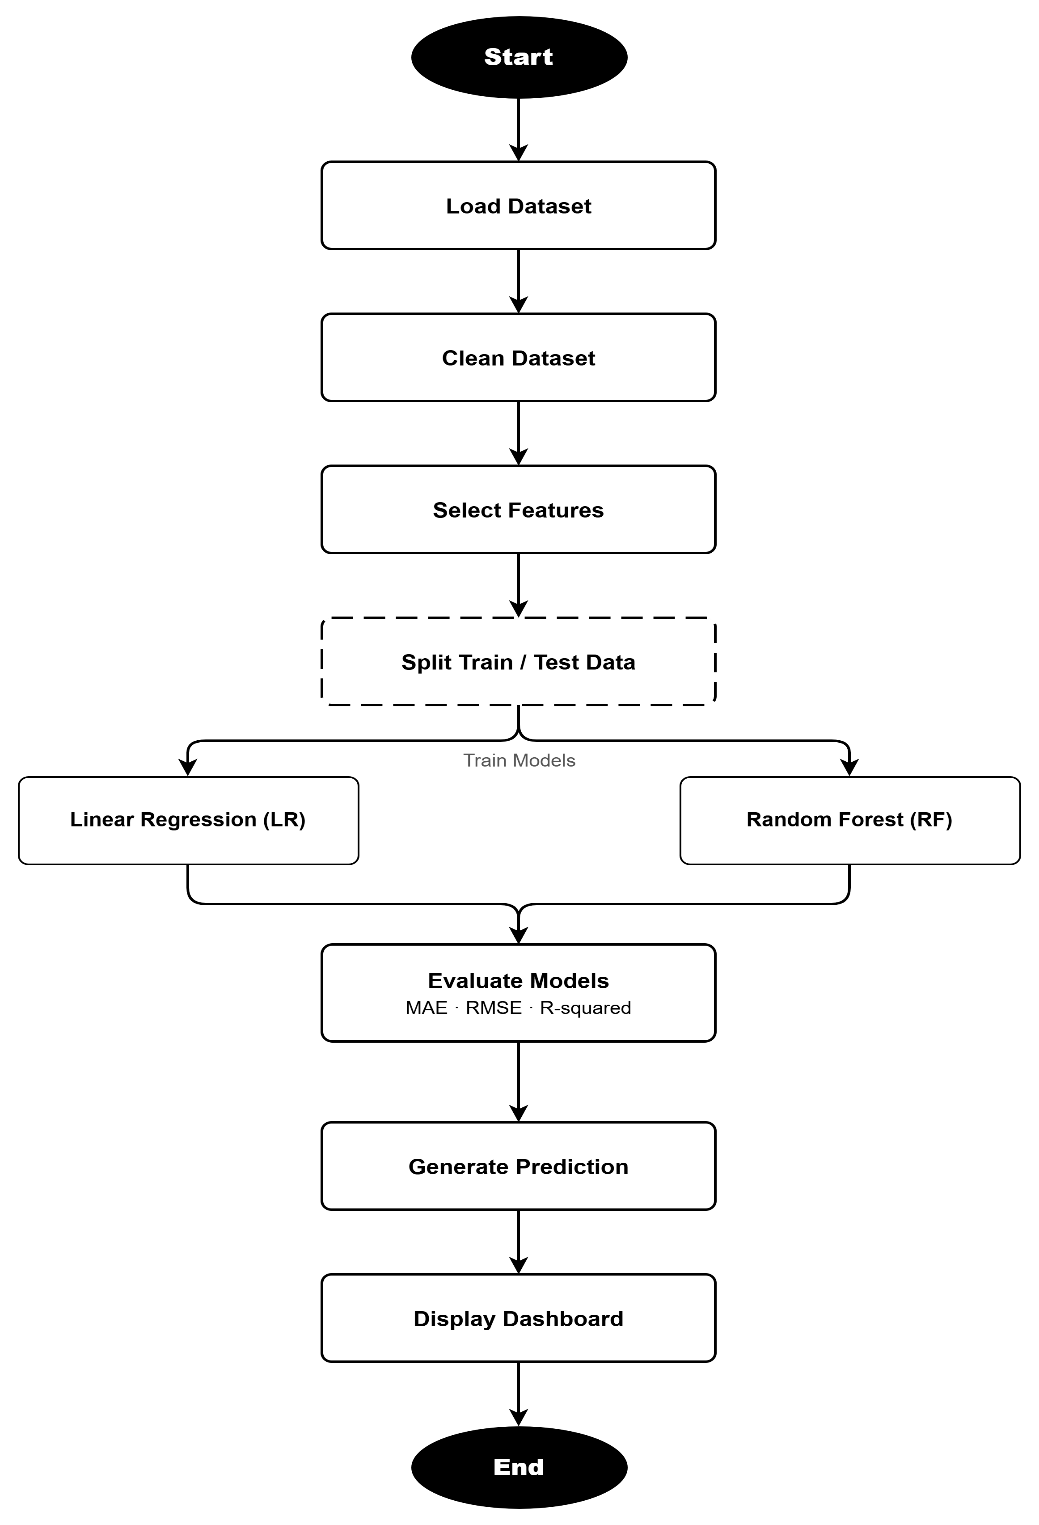 Start
Load Dataset
Clean Dataset
Select Features
Split Train / Test Data
Train Models
Linear Regression (LR)
Random Forest (RF)
Evaluate Models
MAE · RMSE · R-squared
Generate Prediction
Display Dashboard
End